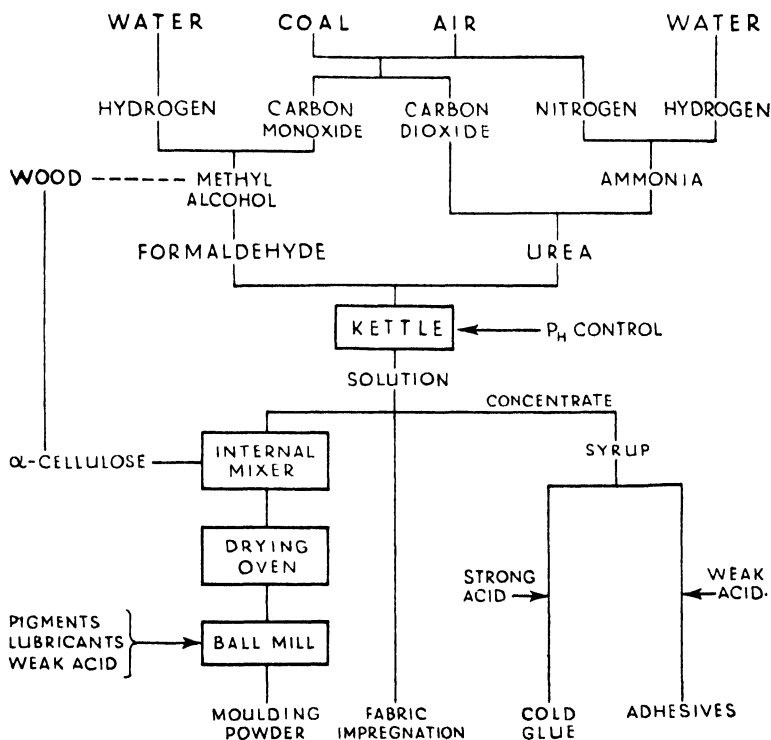 WATER COAL AIR WATER
HYDROGEN CARBON MONOXIDE CARBON DIOXIDE NITROGEN HYDROGEN
WOOD METHYL ALCOHOL AMMONIA
FORMALDEHYDE UREA
KETTLE PH CONTROL
SOLUTION
CONCENTRATE
α-CELLULOSE INTERNAL MIXER SYRUP
DRYING OVEN
STRONG ACID WEAK ACID.
PIGMENTS
LUBRICANTS BALL MILL
WEAK ACID
MOULDING POWDER FABRIC IMPREGNATION COLD GLUE ADHESIVES